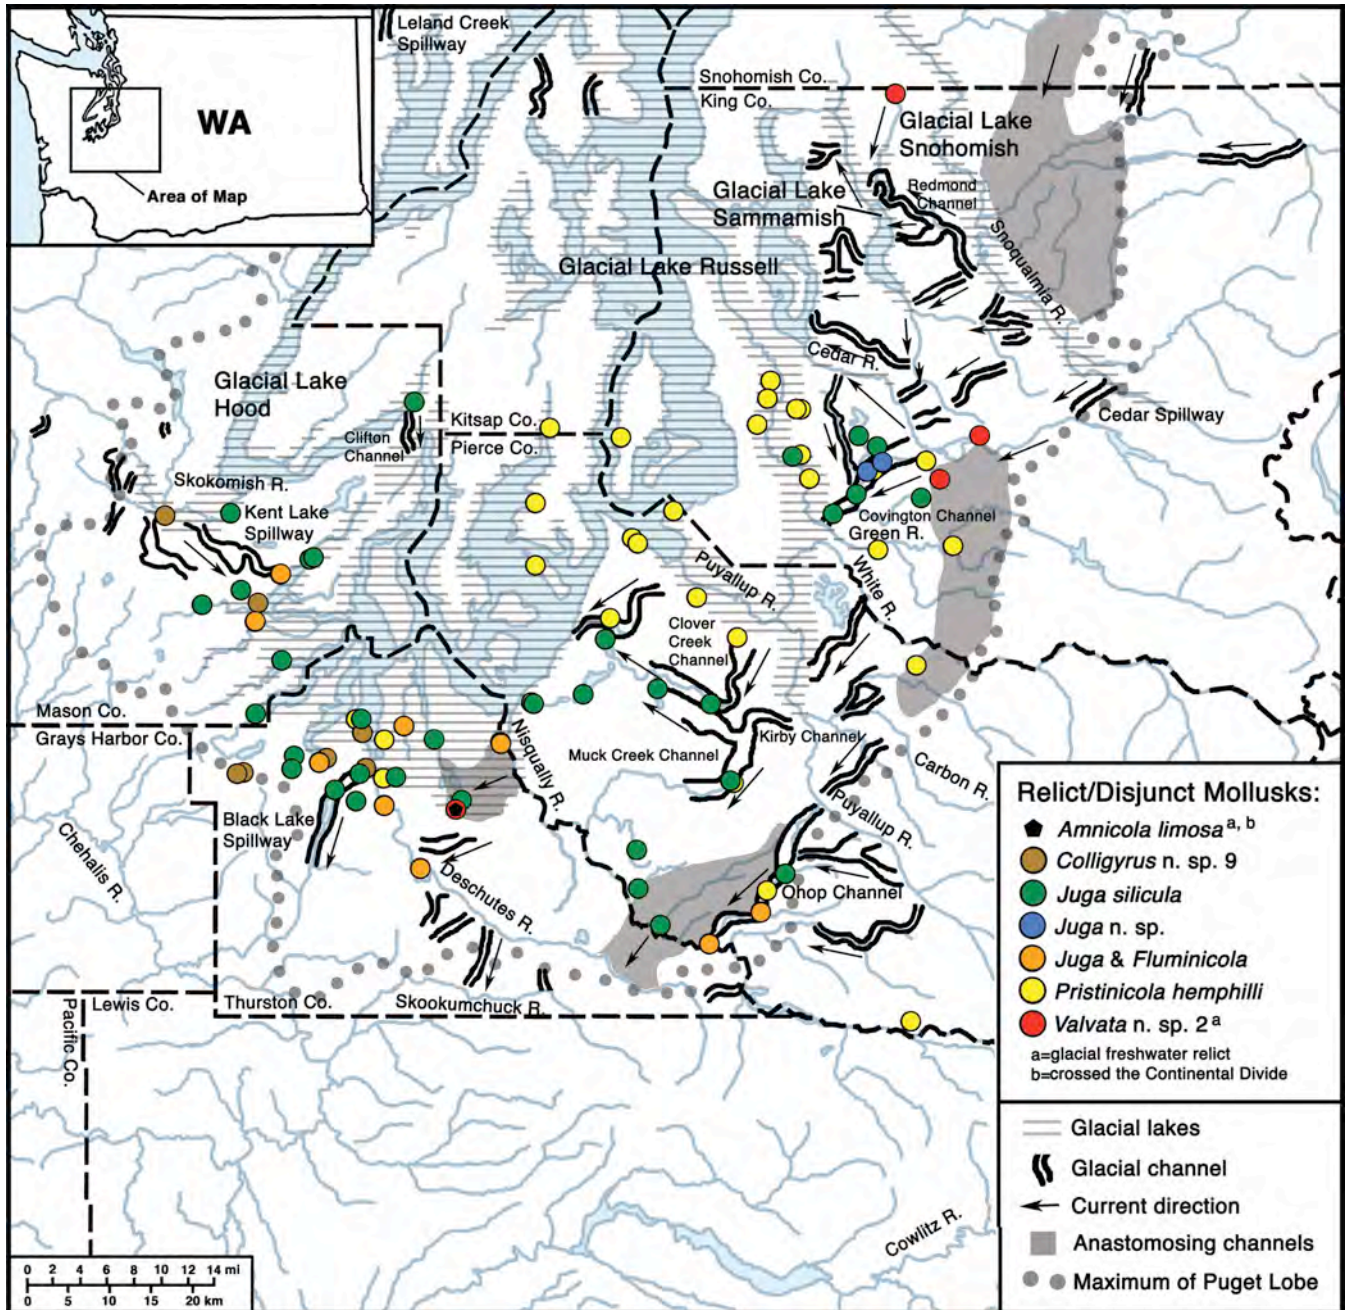 Leland Creek
Spillway
WA
Area of Map
Snohomish Co.
King Co.
Glacial Lake
Snohomish
Redmond
Channel
Glacial Lake
Sammamish
Snoqualmia R.
Glacial Lake Russell
Cedar R.
Glacial Lake
Hood
Kitsap Co.
Pierce Co.
Clifton
Channel
Cedar Spillway
Skokomish R.
Kent Lake
Spillway
Covington Channel
Green R.
White R.
Puyallup R.
Clover
Creek
Channel
Mason Co.
Grays Harbor Co.
Nisqually R.
Muck Creek Channel
Kirby Channel
Carbon R.
Puyallup R.
Black Lake
Spillway
Chehalis R.
Deschutes R.
Ohop Channel
Lewis Co.
Pacific Co.
Thurston Co.
Skookumchuck R.
Cowlitz R.
Relict/Disjunct Mollusks:
Amnicola limosa a, b
Colligyrus n. sp. 9
Juga silicula
Juga n. sp.
Juga & Fluminicola
Pristinicola hemphilli
Valvata n. sp. 2 a
a=glacial freshwater relict
b=crossed the Continental Divide
Glacial lakes
Glacial channel
Current direction
Anastomosing channels
Maximum of Puget Lobe
0 2 4 6 8 10 12 14 mi
0 5 10 15 20 km